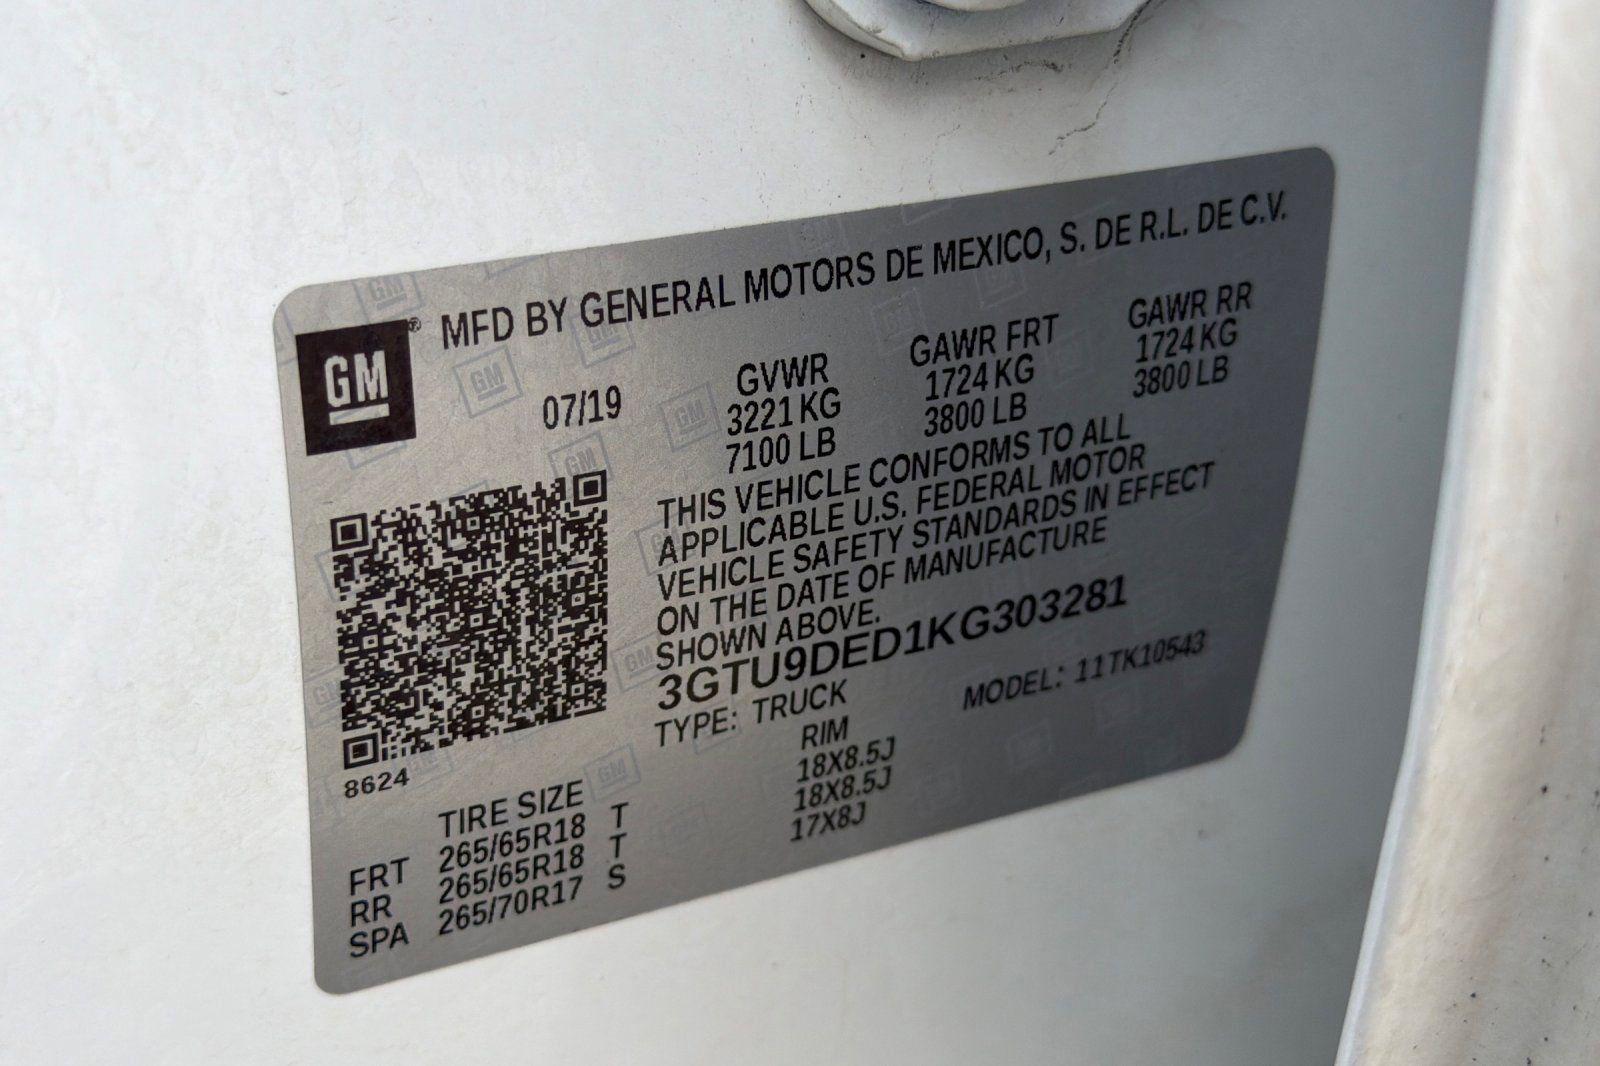 MFD BY GENERAL MOTORS DE MEXICO, S. DE R.L. DE C.V.
GM®
07/19
GVWR GAWR FRT GAWR RR
3221 KG 1724 KG 1724 KG
7100 LB 3800 LB 3800 LB
THIS VEHICLE CONFORMS TO ALL
APPLICABLE U.S. FEDERAL MOTOR
VEHICLE SAFETY STANDARDS IN EFFECT
ON THE DATE OF MANUFACTURE
SHOWN ABOVE.
3GTU9DED1KG303281
TYPE: TRUCK MODEL: 11TK10543
8624
TIRE SIZE RIM
FRT 265/65R18 T 18X8.5J
RR 265/65R18 T 18X8.5J
SPA 265/70R17 S 17X8J